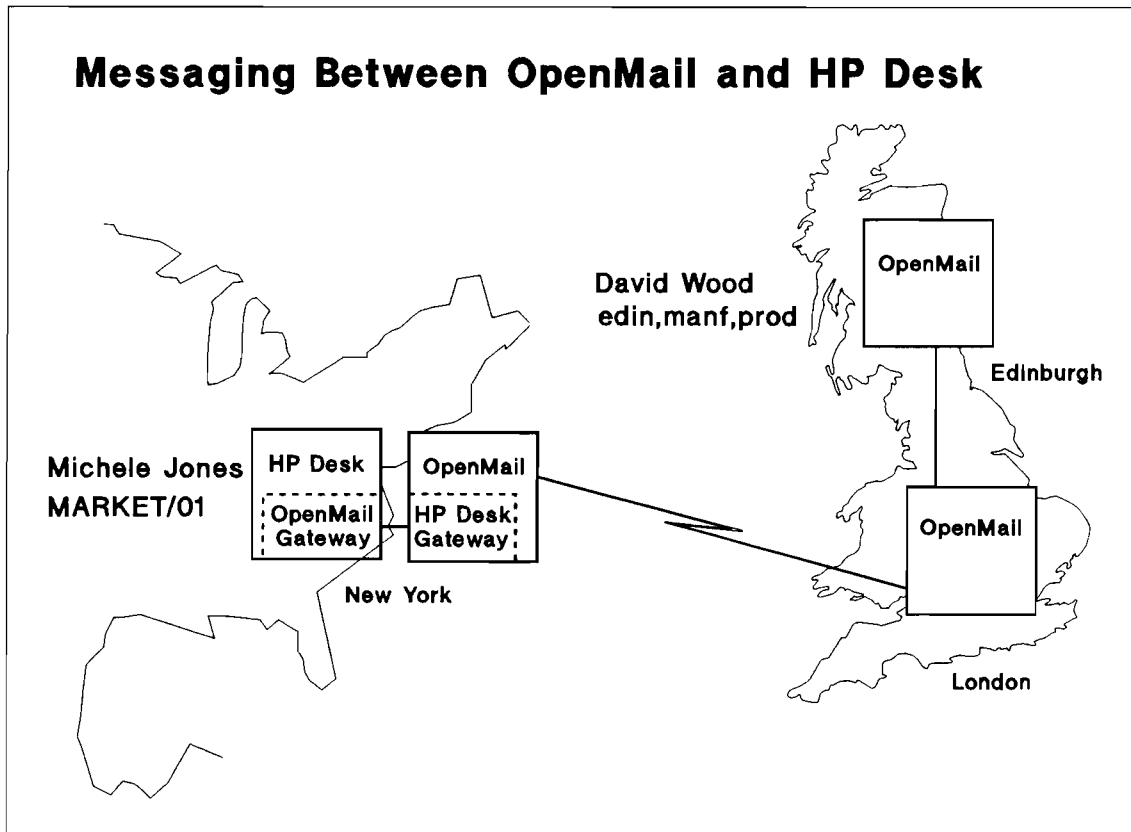 Messaging Between OpenMail and HP Desk
David Wood
edin,manf,prod
OpenMail
Edinburgh
Michele Jones
MARKET/01
HP Desk
OpenMail
Gateway
OpenMail
HP Desk
Gateway
New York
OpenMail
London